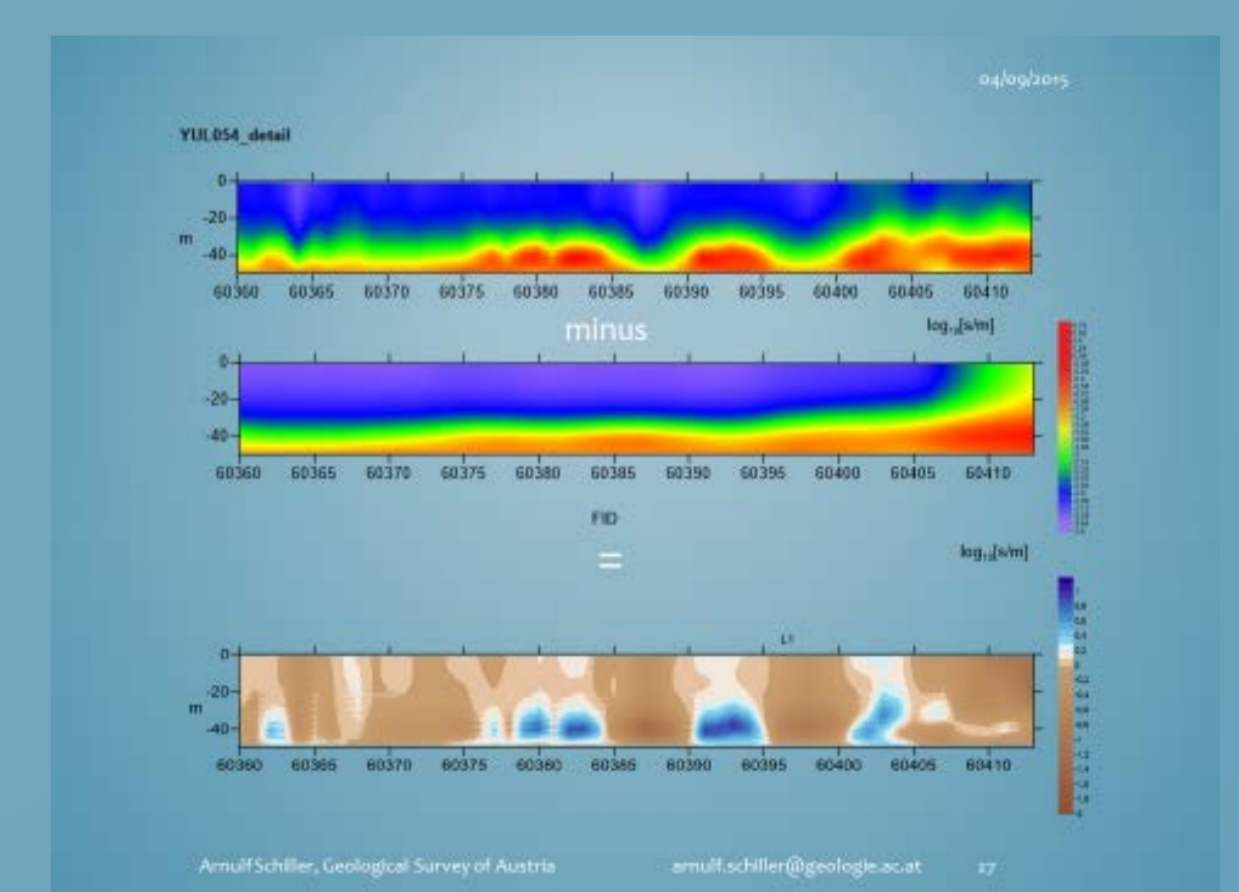 04/09/2015
YUL054_detail
0
-20
m
-40
60360 60365 60370 60375 60380 60385 60390 60395 60400 60405 60410
minus
log₁₀[s/m]
0
-20
-40
60360 60365 60370 60375 60380 60385 60390 60395 60400 60405 60410
FID
=
log₁₀[s/m]
L1
0
-20
m
-40
60360 60365 60370 60375 60380 60385 60390 60395 60400 60405 60410
Arnulf Schiller, Geological Survey of Austria arnulf.schiller@geologie.ac.at 17